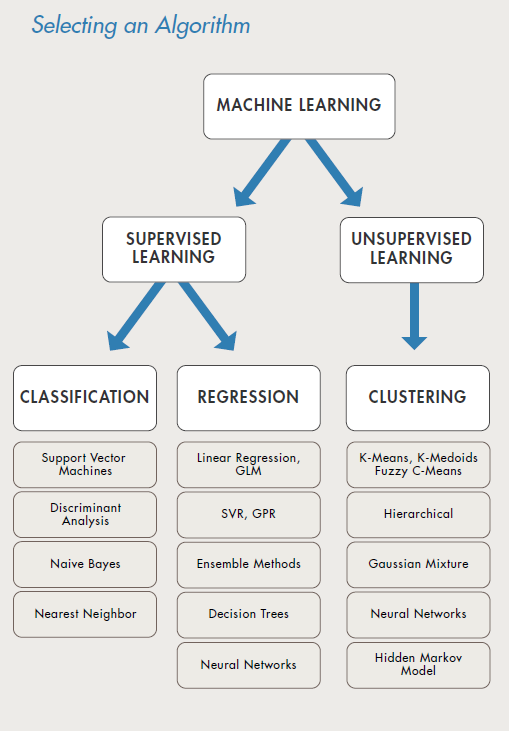 Selecting an Algorithm
MACHINE LEARNING
SUPERVISED
LEARNING
UNSUPERVISED
LEARNING
CLASSIFICATION
Support Vector
Machines
Discriminant
Analysis
Naive Bayes
Nearest Neighbor
REGRESSION
Linear Regression,
GLM
SVR, GPR
Ensemble Methods
Decision Trees
Neural Networks
CLUSTERING
K-Means, K-Medoids
Fuzzy C-Means
Hierarchical
Gaussian Mixture
Neural Networks
Hidden Markov
Model